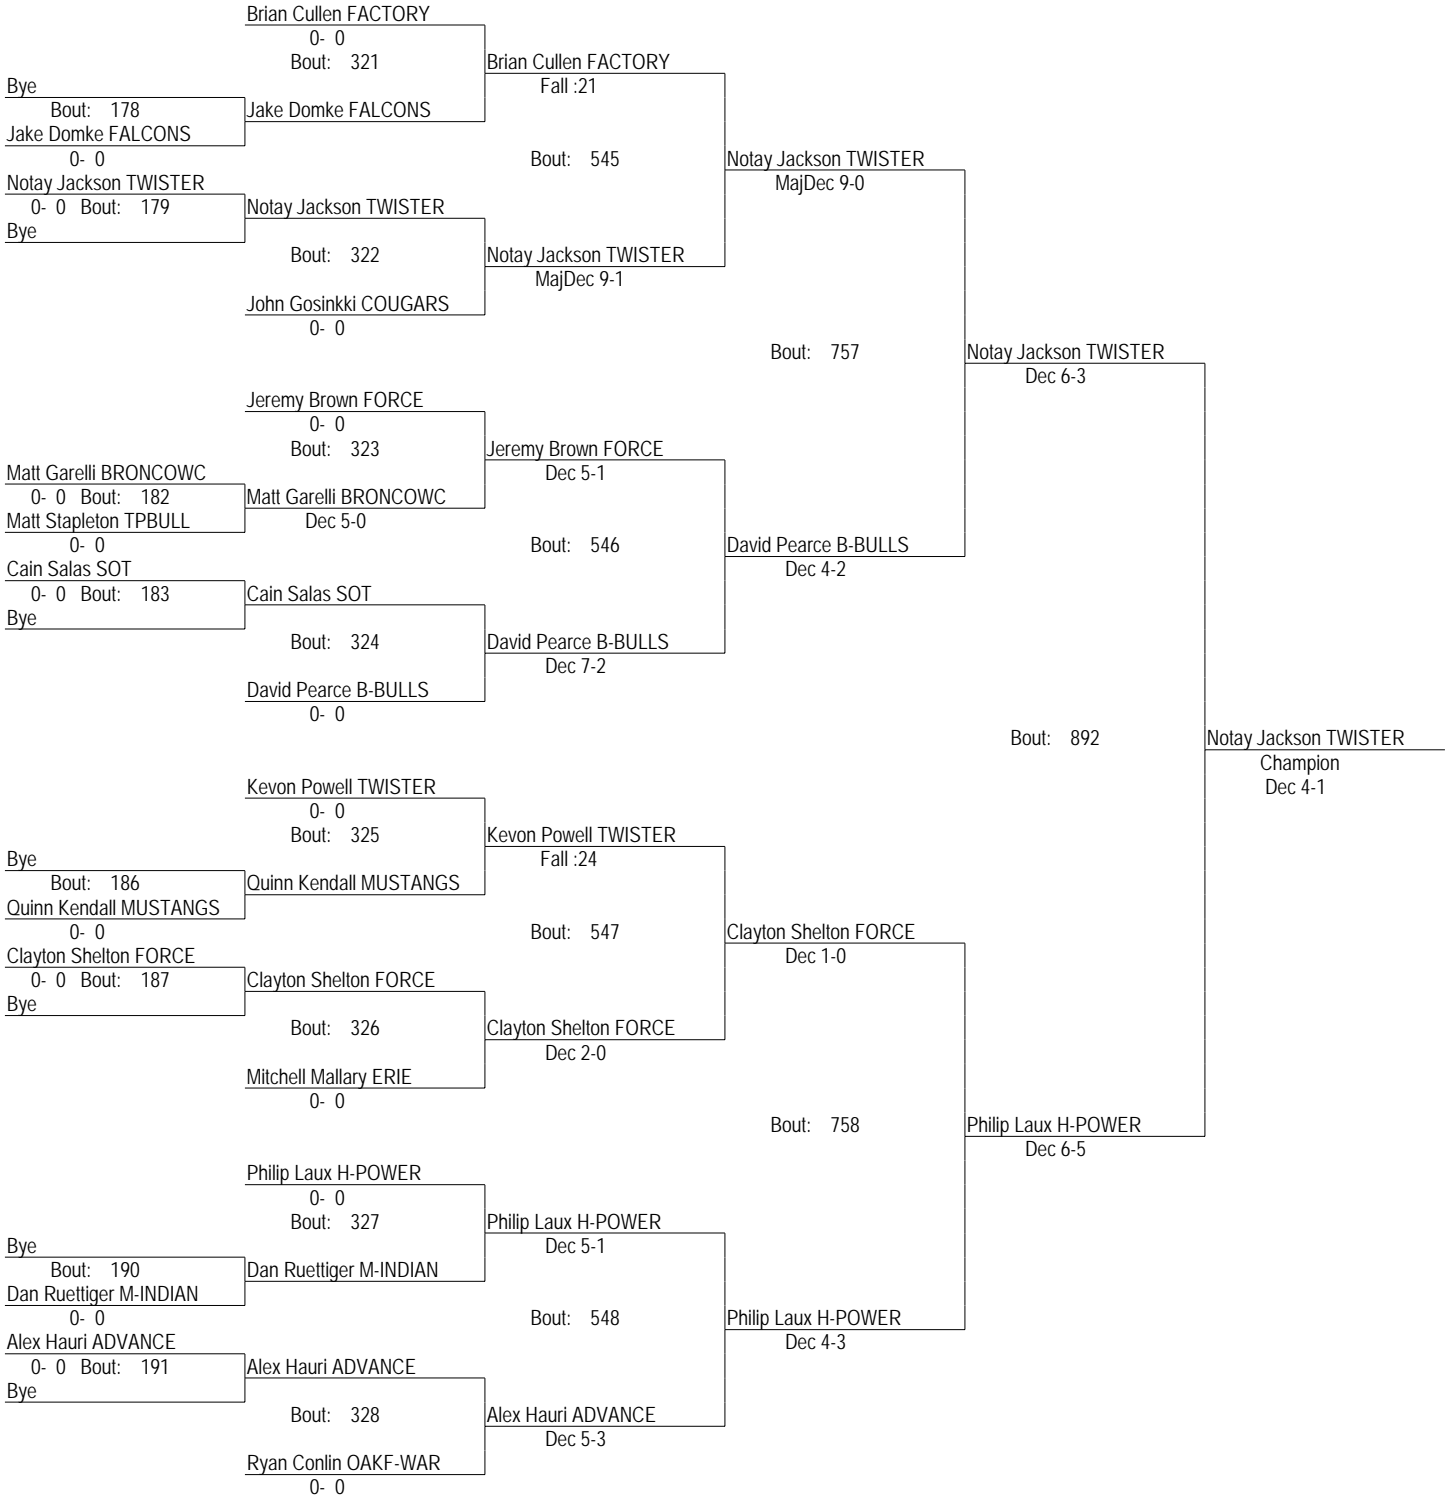 Brian Cullen FACTORY
0- 0
Bout: 321
Brian Cullen FACTORY
Fall :21
Bye
Bout: 178
Jake Domke FALCONS
Jake Domke FALCONS
0- 0
Bout: 545
Notay Jackson TWISTER
MajDec 9-0
Notay Jackson TWISTER
0- 0 Bout: 179
Notay Jackson TWISTER
Bye
Bout: 322
Notay Jackson TWISTER
MajDec 9-1
John Gosinkki COUGARS
0- 0
Bout: 757
Notay Jackson TWISTER
Dec 6-3
Jeremy Brown FORCE
0- 0
Bout: 323
Jeremy Brown FORCE
Dec 5-1
Matt Garelli BRONCOWC
0- 0 Bout: 182
Matt Garelli BRONCOWC
Matt Stapleton TPBULL
Dec 5-0
0- 0
Bout: 546
David Pearce B-BULLS
Dec 4-2
Cain Salas SOT
0- 0 Bout: 183
Cain Salas SOT
Bye
Bout: 324
David Pearce B-BULLS
Dec 7-2
David Pearce B-BULLS
0- 0
Bout: 892
Notay Jackson TWISTER
Champion
Dec 4-1
Kevon Powell TWISTER
0- 0
Bout: 325
Kevon Powell TWISTER
Fall :24
Bye
Bout: 186
Quinn Kendall MUSTANGS
Quinn Kendall MUSTANGS
0- 0
Bout: 547
Clayton Shelton FORCE
Dec 1-0
Clayton Shelton FORCE
0- 0 Bout: 187
Clayton Shelton FORCE
Bye
Bout: 326
Clayton Shelton FORCE
Dec 2-0
Mitchell Mallary ERIE
0- 0
Bout: 758
Philip Laux H-POWER
Dec 6-5
Philip Laux H-POWER
0- 0
Bout: 327
Philip Laux H-POWER
Dec 5-1
Bye
Bout: 190
Dan Ruettiger M-INDIAN
Dan Ruettiger M-INDIAN
0- 0
Bout: 548
Philip Laux H-POWER
Dec 4-3
Alex Hauri ADVANCE
0- 0 Bout: 191
Alex Hauri ADVANCE
Bye
Bout: 328
Alex Hauri ADVANCE
Dec 5-3
Ryan Conlin OAKF-WAR
0- 0